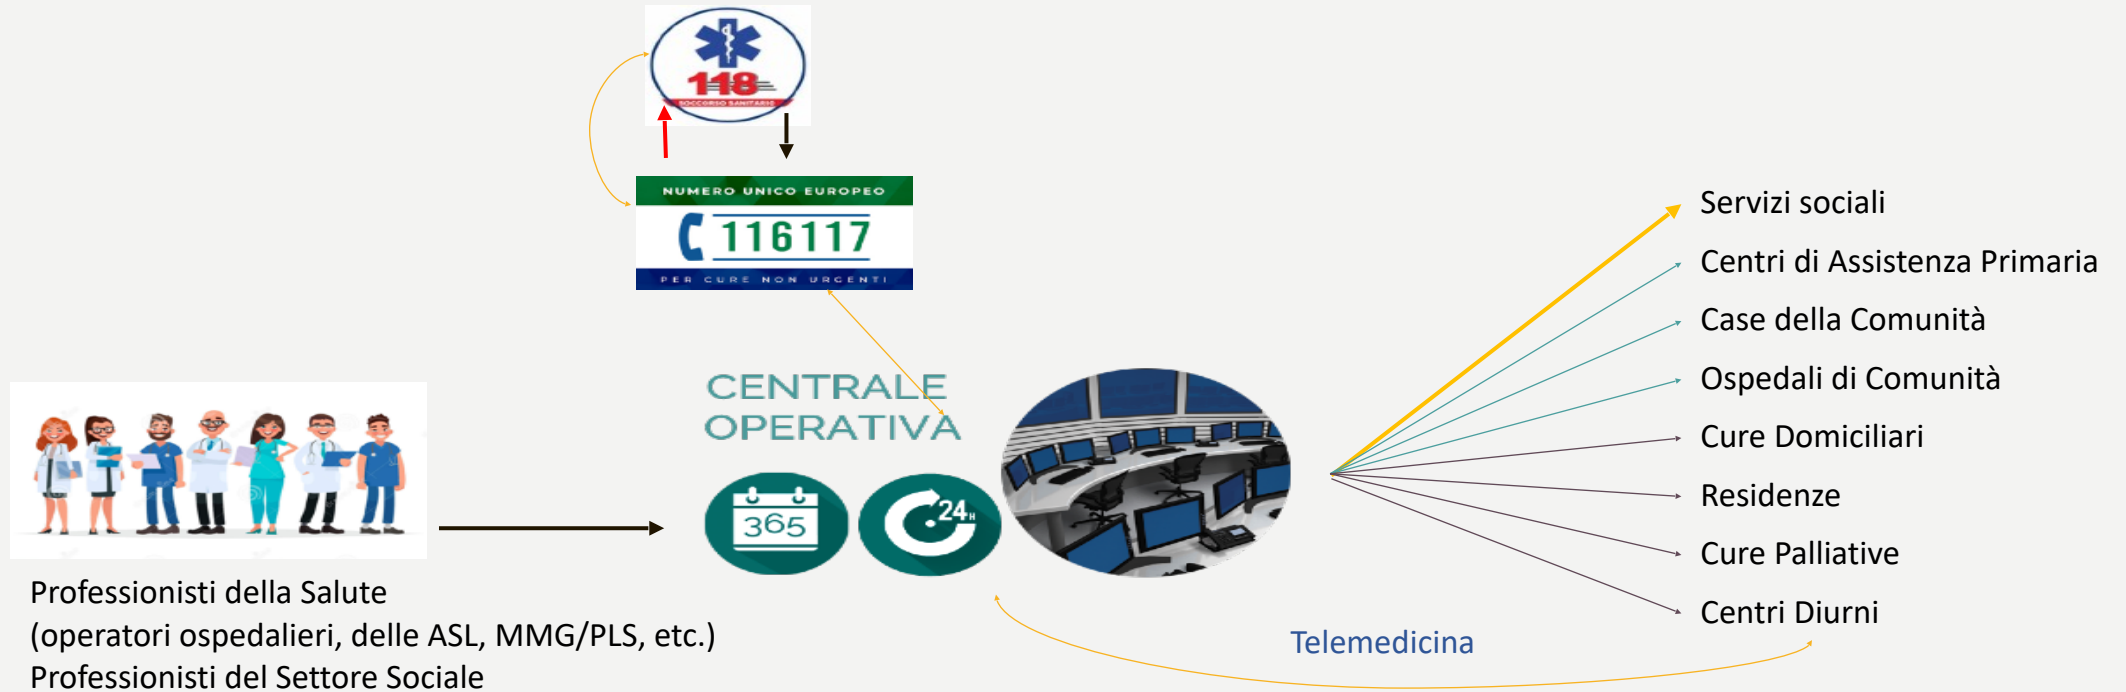 118
SOCCORSO SANITARIO
NUMERO UNICO EUROPEO
116117
PER CURE NON URGENTI
CENTRALE
OPERATIVA
365
24H
Professionisti della Salute
(operatori ospedalieri, delle ASL, MMG/PLS, etc.)
Professionisti del Settore Sociale
Servizi sociali
Centri di Assistenza Primaria
Case della Comunità
Ospedali di Comunità
Cure Domiciliari
Residenze
Cure Palliative
Centri Diurni
Telemedicina